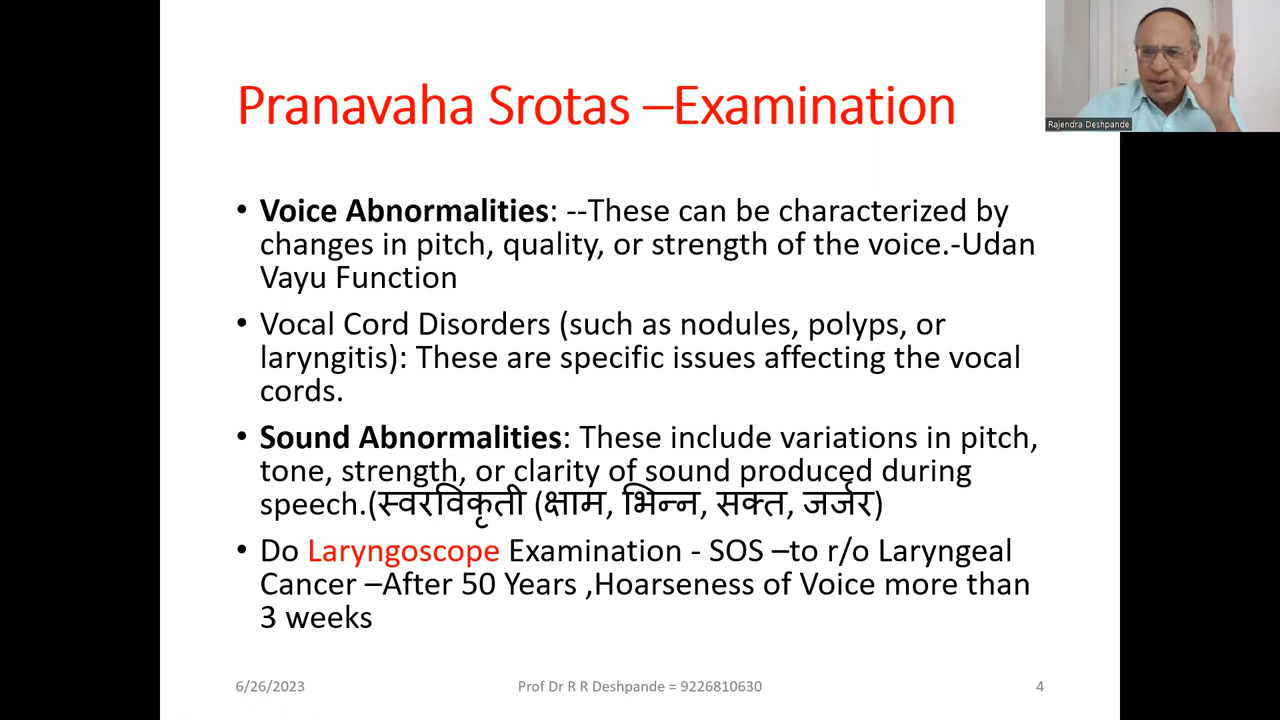 Pranavaha Srotas –Examination
Rajendra Deshpande
• Voice Abnormalities: --These can be characterized by
changes in pitch, quality, or strength of the voice.-Udan
Vayu Function
• Vocal Cord Disorders (such as nodules, polyps, or
laryngitis): These are specific issues affecting the vocal
cords.
• Sound Abnormalities: These include variations in pitch,
tone, strength, or clarity of sound produced during
speech.(स्वरविकृती (क्षाम, भिन्न, सक्त, जर्जर)
• Do Laryngoscope Examination - SOS –to r/o Laryngeal
Cancer –After 50 Years ,Hoarseness of Voice more than
3 weeks
6/26/2023
Prof Dr R R Deshpande = 9226810630
4